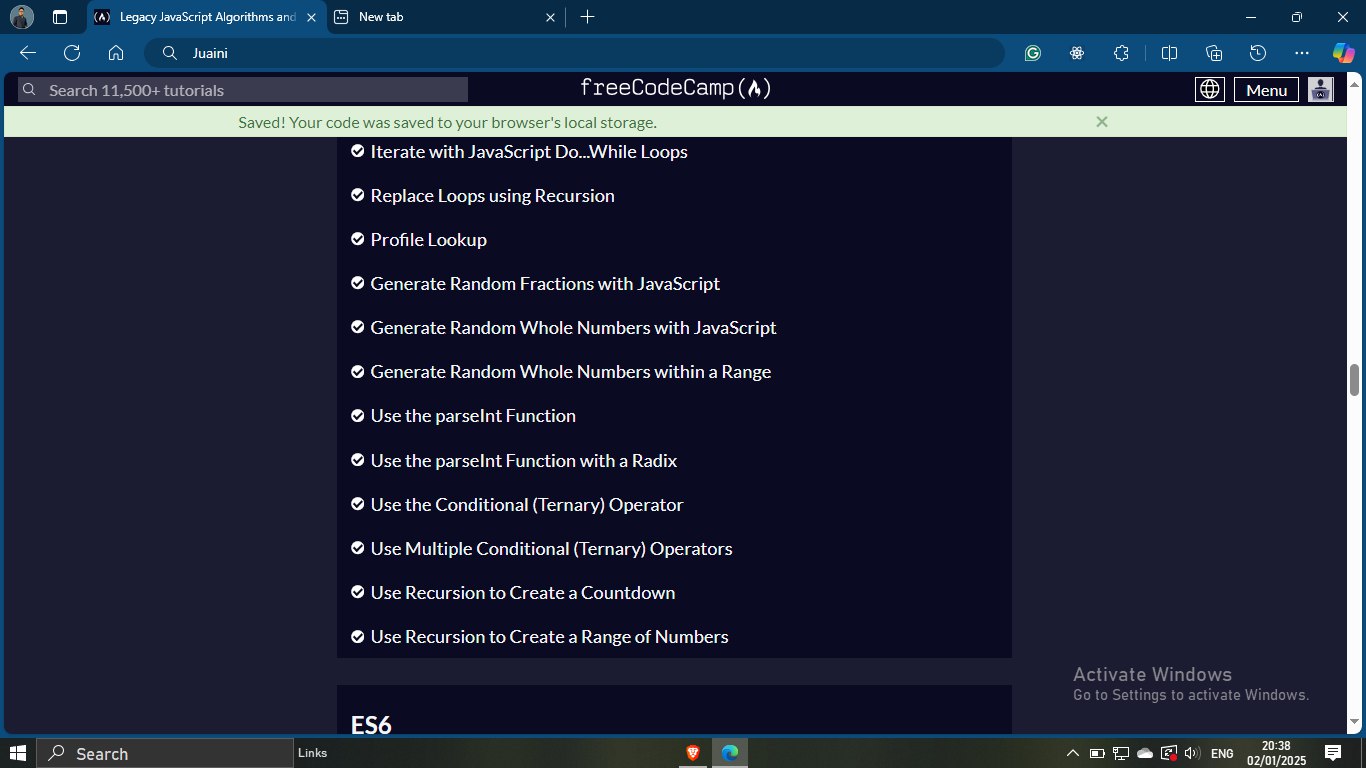 Legacy JavaScript Algorithms and
New tab
Juaini
Search 11,500+ tutorials
freeCodeCamp(🔥)
Menu
Saved! Your code was saved to your browser's local storage.
Iterate with JavaScript Do...While Loops
Replace Loops using Recursion
Profile Lookup
Generate Random Fractions with JavaScript
Generate Random Whole Numbers with JavaScript
Generate Random Whole Numbers within a Range
Use the parseInt Function
Use the parseInt Function with a Radix
Use the Conditional (Ternary) Operator
Use Multiple Conditional (Ternary) Operators
Use Recursion to Create a Countdown
Use Recursion to Create a Range of Numbers
ES6
Activate Windows
Go to Settings to activate Windows.
Search
Links
ENG
20:38
02/01/2025